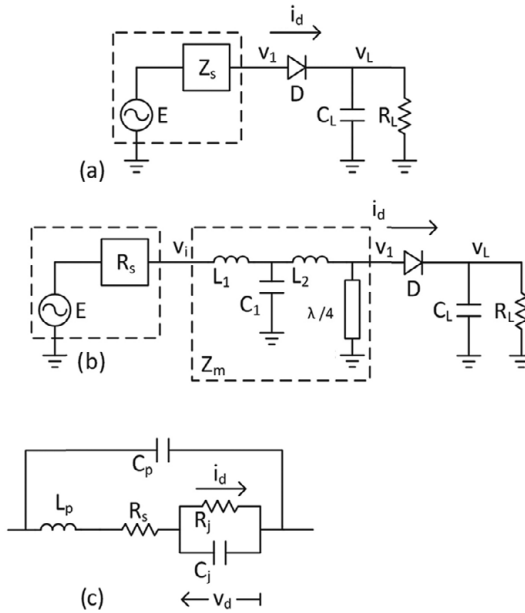 i_d
Z_s v_1 v_L
D
E C_L R_L
(a)
i_d
R_s v_i v_1 v_L
L_1 L_2 D
E C_1 λ/4 C_L R_L
(b) Z_m
C_p
i_d
L_p R_s R_j
C_j
(c) v_d